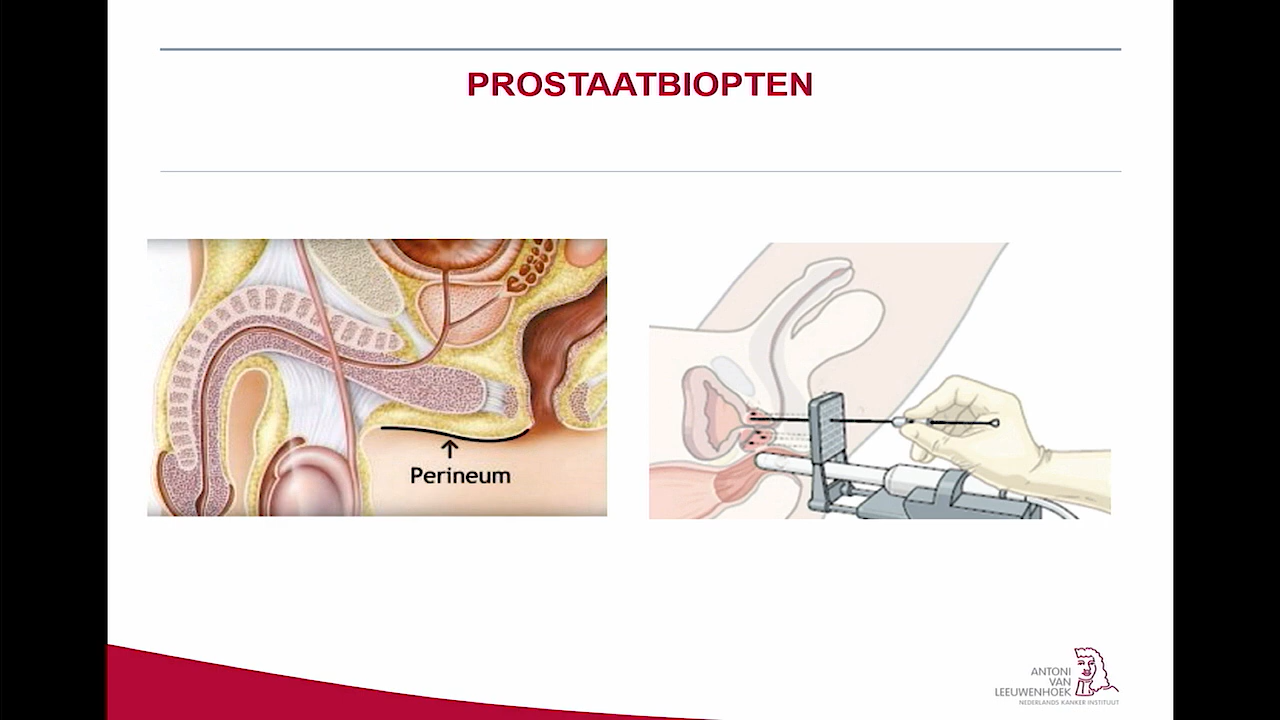 PROSTAATBIOPTEN
Perineum
ANTONI
VAN
LEEUWENHOEK
NEDERLANDS KANKER INSTITUUT